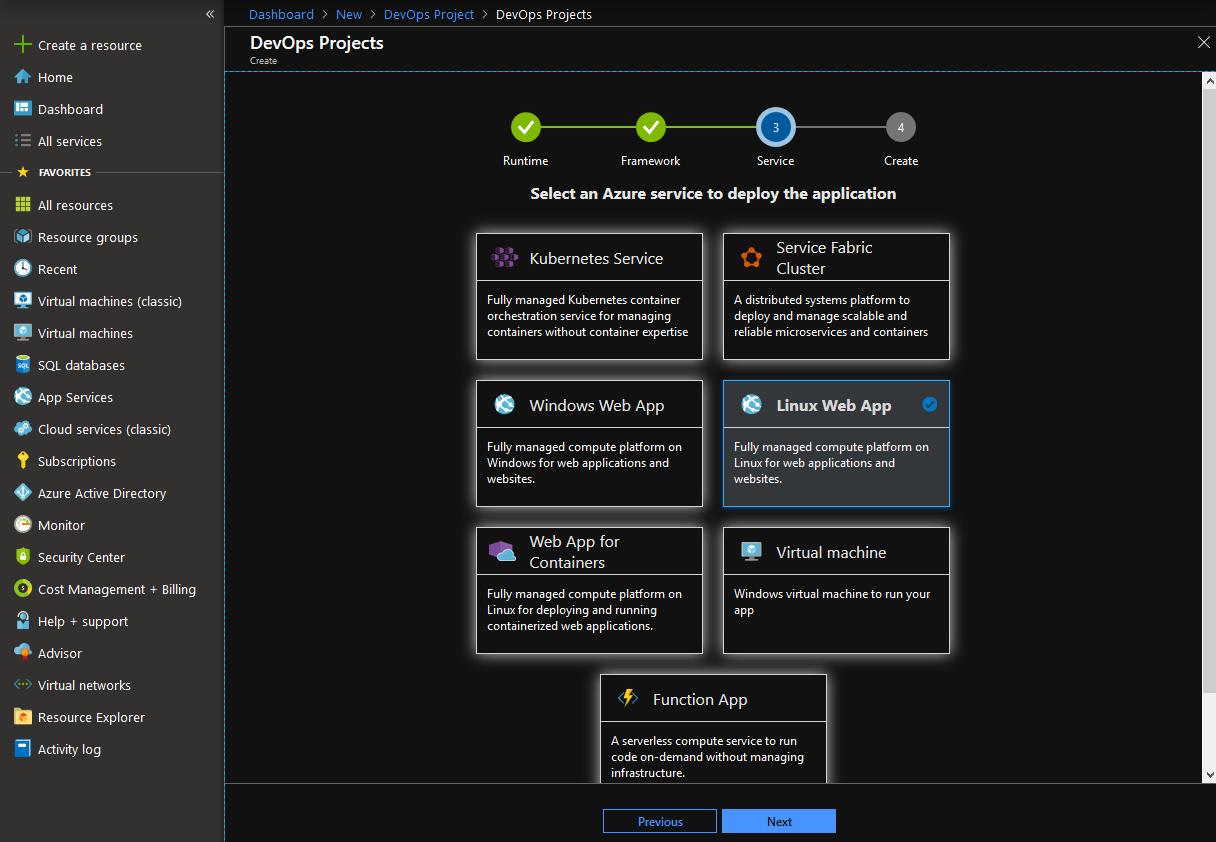 «
Create a resource
Home
Dashboard
All services
FAVORITES
All resources
Resource groups
Recent
Virtual machines (classic)
Virtual machines
SQL databases
App Services
Cloud services (classic)
Subscriptions
Azure Active Directory
Monitor
Security Center
Cost Management + Billing
Help + support
Advisor
Virtual networks
Resource Explorer
Activity log
Dashboard > New > DevOps Project > DevOps Projects
DevOps Projects
Create
3
4
Runtime
Framework
Service
Create
Select an Azure service to deploy the application
Kubernetes Service
Fully managed Kubernetes container
orchestration service for managing
containers without container expertise
Service Fabric
Cluster
A distributed systems platform to
deploy and manage scalable and
reliable microservices and containers
Windows Web App
Fully managed compute platform on
Windows for web applications and
websites.
Linux Web App
Fully managed compute platform on
Linux for web applications and
websites.
Web App for
Containers
Fully managed compute platform on
Linux for deploying and running
containerized web applications.
Virtual machine
Windows virtual machine to run your
app
Function App
A serverless compute service to run
code on-demand without managing
infrastructure.
Previous
Next